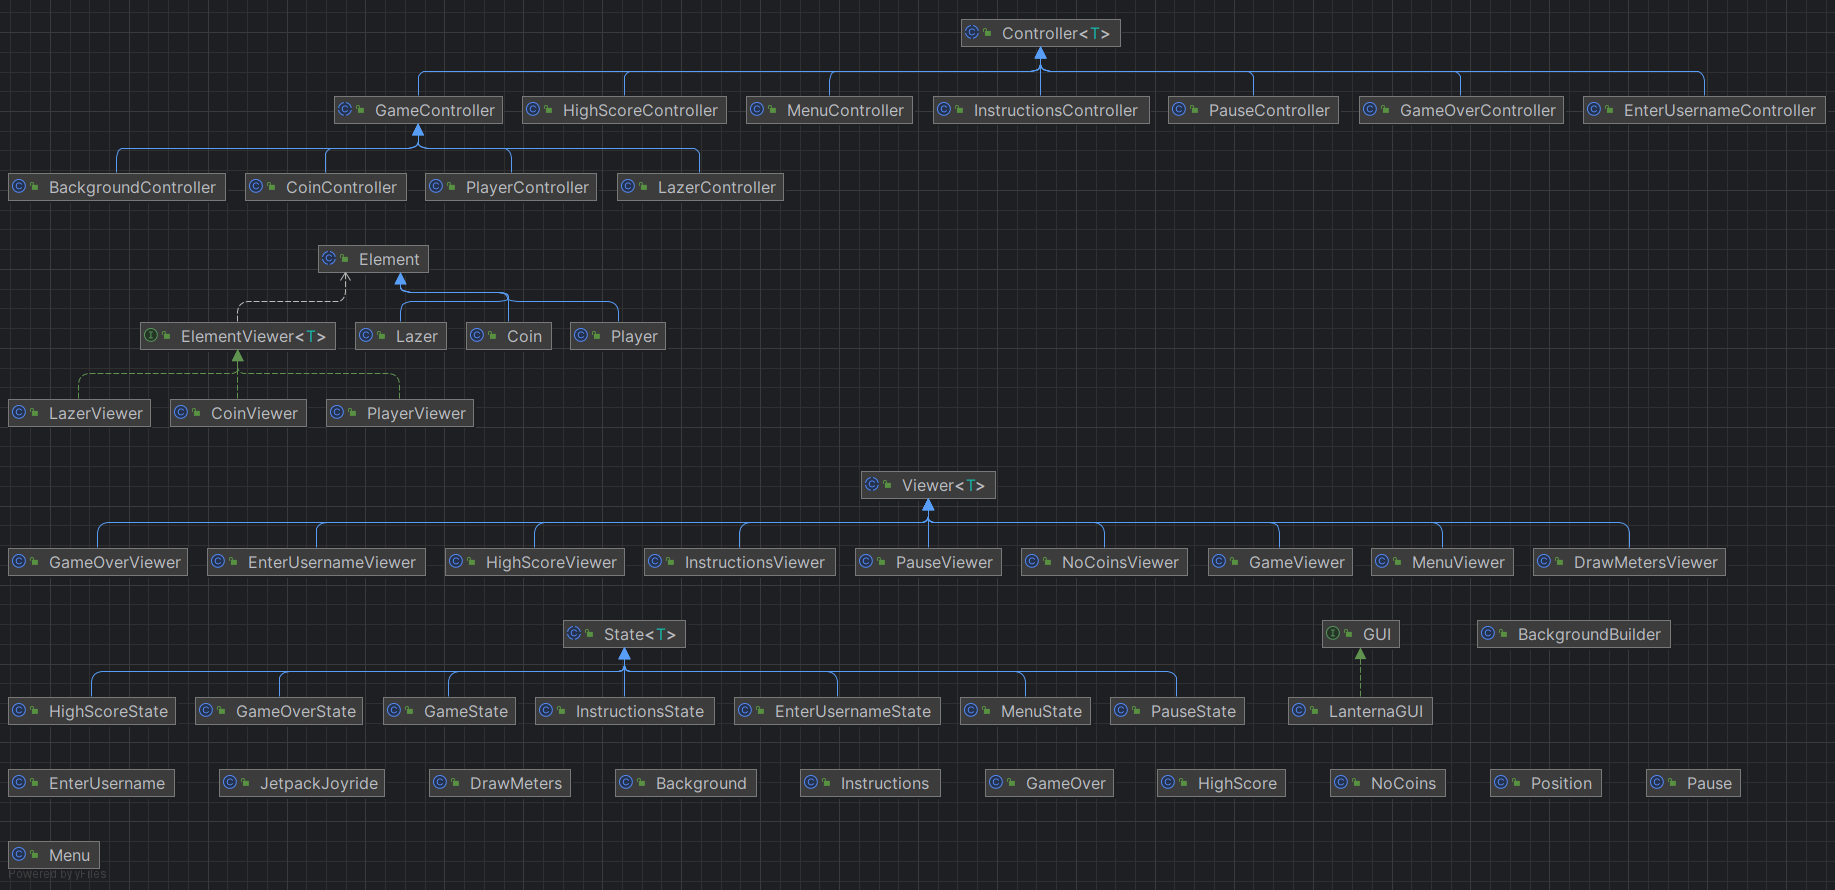 Controller<T>
GameController HighScoreController MenuController InstructionsController PauseController GameOverController EnterUsernameController
BackgroundController CoinController PlayerController LazerController
Element
ElementViewer<T> Lazer Coin Player
LazerViewer CoinViewer PlayerViewer
Viewer<T>
GameOverViewer EnterUsernameViewer HighScoreViewer InstructionsViewer PauseViewer NoCoinsViewer GameViewer MenuViewer DrawMetersViewer
State<T> GUI BackgroundBuilder
HighScoreState GameOverState GameState InstructionsState EnterUsernameState MenuState PauseState LanternaGUI
EnterUsername JetpackJoyride DrawMeters Background Instructions GameOver HighScore NoCoins Position Pause
Menu
Powered by yFiles